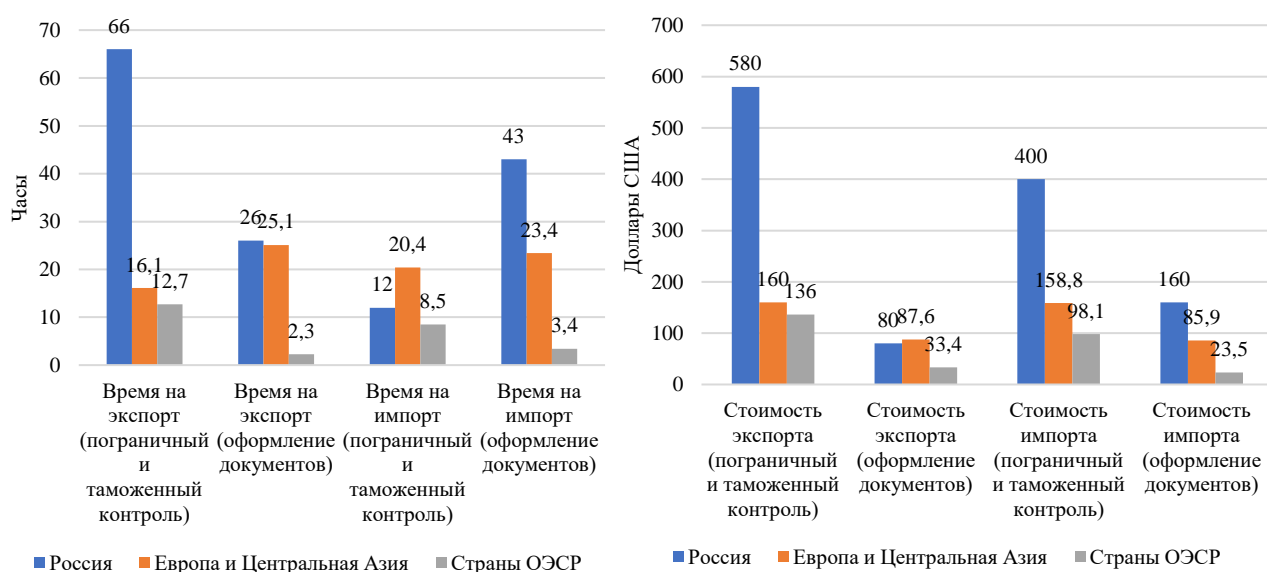 70
60
50
40
30
20
10
0
Часы
66
16,1
12,7
26
25,1
2,3
12
20,4
8,5
43
23,4
3,4
Время на
экспорт
(пограничный
и
таможенный
контроль)
Время на
экспорт
(оформление
документов)
Время на
импорт
(пограничный
и
таможенный
контроль)
Время на
импорт
(оформление
документов)
Россия
Европа и Центральная Азия
Страны ОЭСР
700
600
500
400
300
200
100
0
Доллары США
580
160
136
80
87,6
33,4
400
158,8
98,1
160
85,9
23,5
Стоимость
экспорта
(пограничный
и таможенный
контроль)
Стоимость
экспорта
(оформление
документов)
Стоимость
импорта
(пограничный
и таможенный
контроль)
Стоимость
импорта
(оформление
документов)
Россия
Европа и Центральная Азия
Страны ОЭСР